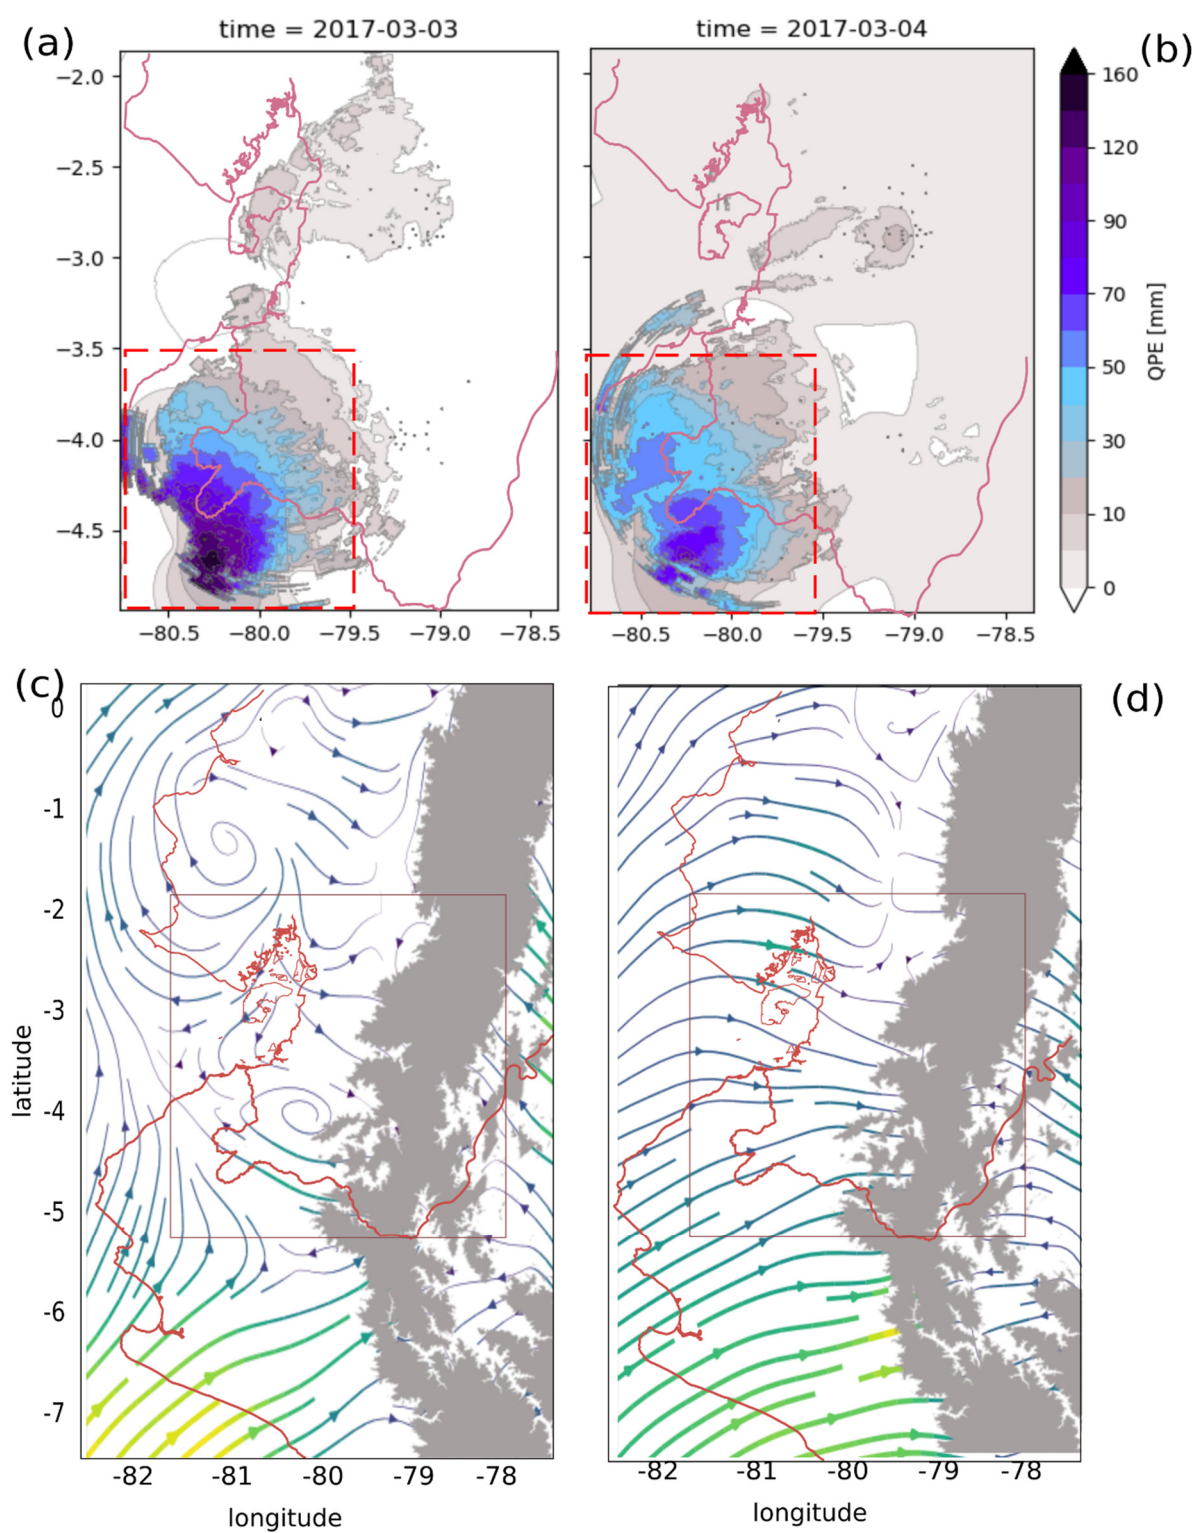 (a)
time = 2017-03-03
time = 2017-03-04
(b)
−2.0
−2.5
−3.0
−3.5
−4.0
−4.5
160
120
90
70
50
30
10
0
QPE [mm]
−80.5 −80.0 −79.5 −79.0 −78.5
−80.5 −80.0 −79.5 −79.0 −78.5
(c)
(d)
0
-1
-2
-3
-4
-5
-6
-7
latitude
-82 -81 -80 -79 -78
-82 -81 -80 -79 -78
longitude
longitude